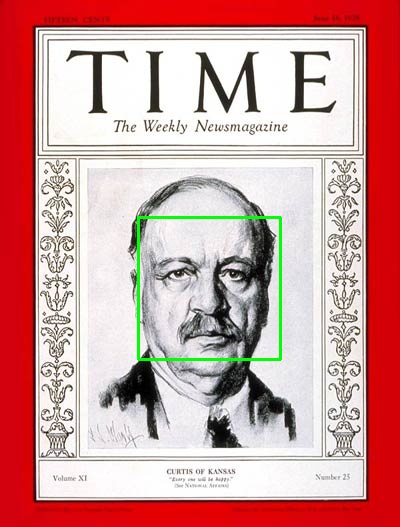 FIFTEEN CENTS
June 18, 1928
TIME
The Weekly Newsmagazine
Volume XI
CURTIS OF KANSAS
"Every one will be happy."
(See NATIONAL AFFAIRS)
Number 25